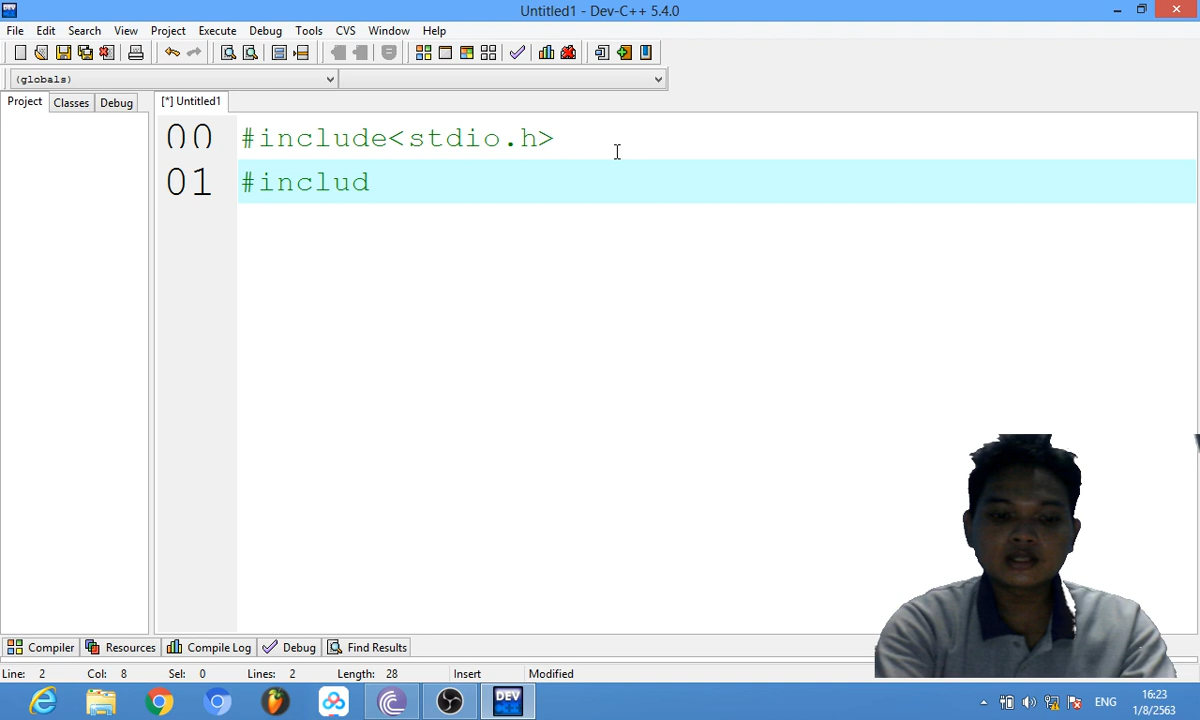 Untitled1 - Dev-C++ 5.4.0
File Edit Search View Project Execute Debug Tools CVS Window Help
(globals)
Project Classes Debug [*] Untitled1
00 #include<stdio.h>
01 #includ
Compiler Resources Compile Log Debug Find Results
Line: 2 Col: 8 Sel: 0 Lines: 2 Length: 28 Insert Modified
DEV C++ ENG 16:23
1/8/2563